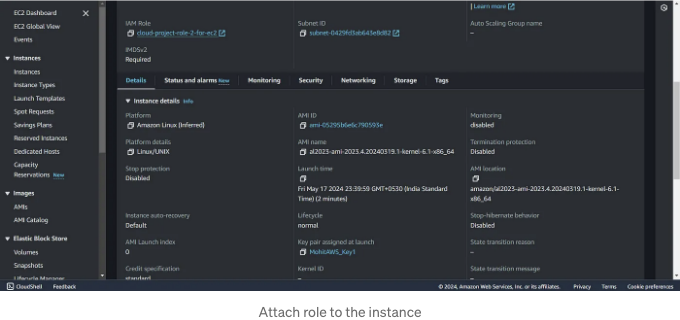 EC2 Dashboard
EC2 Global View
Events
Instances
Instances
Instance Types
Launch Templates
Spot Requests
Savings Plans
Reserved Instances
Dedicated Hosts
Capacity
Reservations New
Images
AMIs
AMI Catalog
Elastic Block Store
Volumes
Snapshots
Lifecycle Manager
| Learn more
IAM Role
cloud-project-role-2-for-ec2
Subnet ID
subnet-0429fd3ab643e8d82
Auto Scaling Group name
–
IMDSv2
Required
Details Status and alarms New Monitoring Security Networking Storage Tags
Instance details Info
Platform
Amazon Linux (Inferred)
AMI ID
ami-05295b6e6c790593e
Monitoring
disabled
Platform details
Linux/UNIX
AMI name
al2023-ami-2023.4.20240319.1-kernel-6.1-x86_64
Termination protection
Disabled
Stop protection
Disabled
Launch time
Fri May 17 2024 23:39:59 GMT+0530 (India Standard
Time) (2 minutes)
AMI location
amazon/al2023-ami-2023.4.20240319.1-kernel-6.1-
x86_64
Instance auto-recovery
Default
Lifecycle
normal
Stop-hibernate behavior
Disabled
AMI Launch index
0
Key pair assigned at launch
MohitAWS_Key1
State transition reason
–
Credit specification
standard
Kernel ID
–
State transition message
–
CloudShell Feedback
© 2024, Amazon Web Services, Inc. or its affiliates. Privacy Terms Cookie preferences
Attach role to the instance